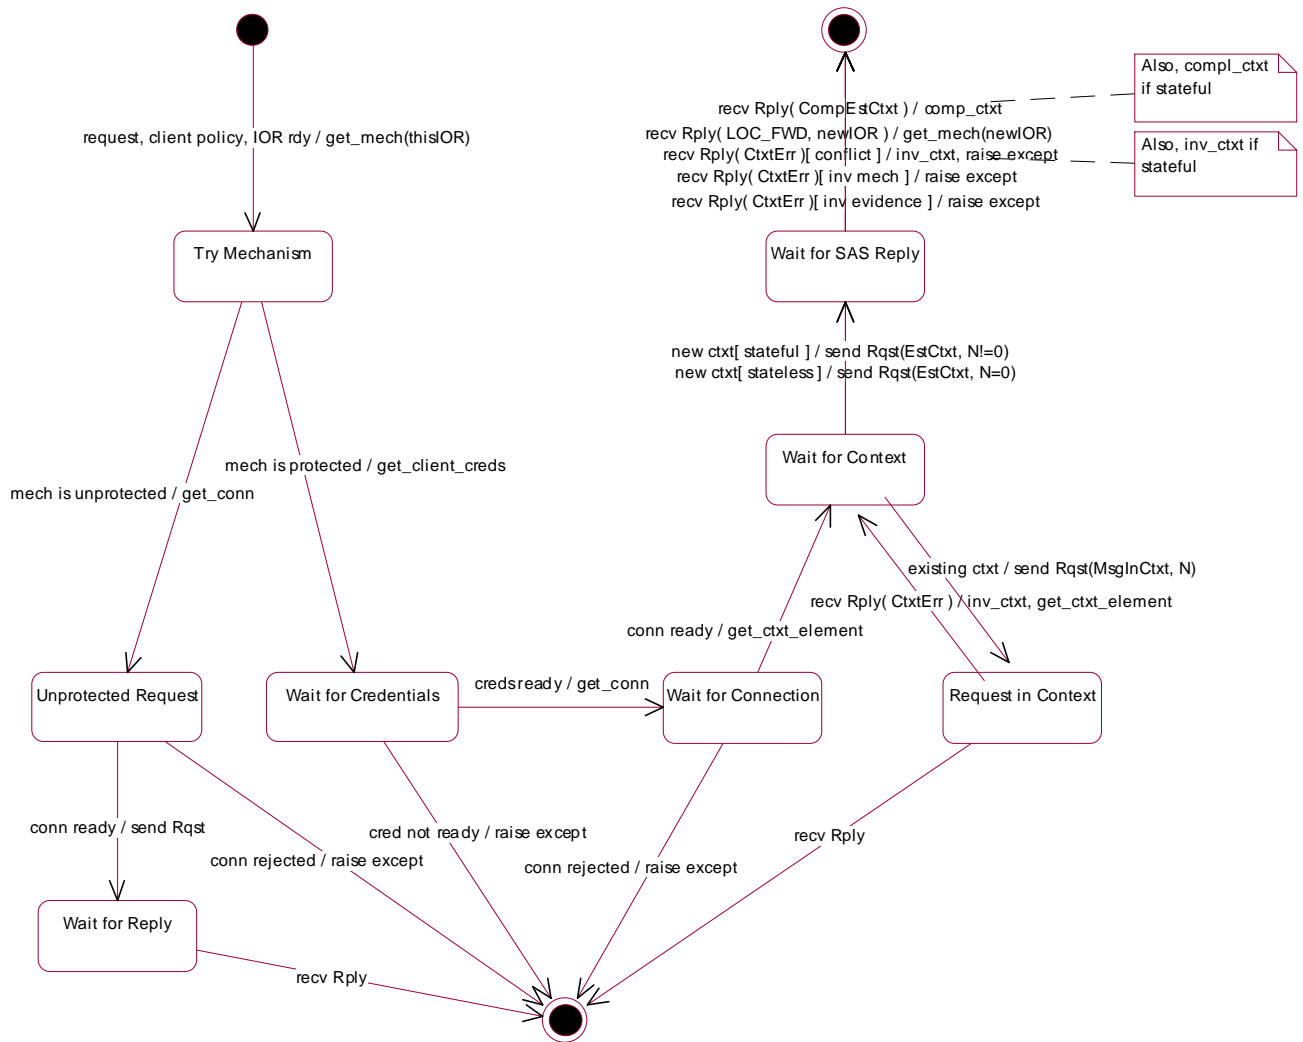 Also, compl_ctxt
if stateful
recv Rply( CompEstCtxt ) / comp_ctxt
request, client policy, IOR rdy / get_mech(thisIOR)
recv Rply( LOC_FWD, newIOR ) / get_mech(newIOR)
recv Rply( CtxtErr )[ conflict ] / inv_ctxt, raise except
Also, inv_ctxt if
stateful
recv Rply( CtxtErr )[ inv mech ] / raise except
recv Rply( CtxtErr )[ inv evidence ] / raise except
Try Mechanism
Wait for SAS Reply
new ctxt[ stateful ] / send Rqst(EstCtxt, N!=0)
new ctxt[ stateless ] / send Rqst(EstCtxt, N=0)
Wait for Context
mech is protected / get_client_creds
mech is unprotected / get_conn
existing ctxt / send Rqst(MsgInCtxt, N)
recv Rply( CtxtErr ) / inv_ctxt, get_ctxt_element
conn ready / get_ctxt_element
creds ready / get_conn
Unprotected Request
Wait for Credentials
Wait for Connection
Request in Context
conn ready / send Rqst
cred not ready / raise except
recv Rply
conn rejected / raise except
conn rejected / raise except
Wait for Reply
recv Rply